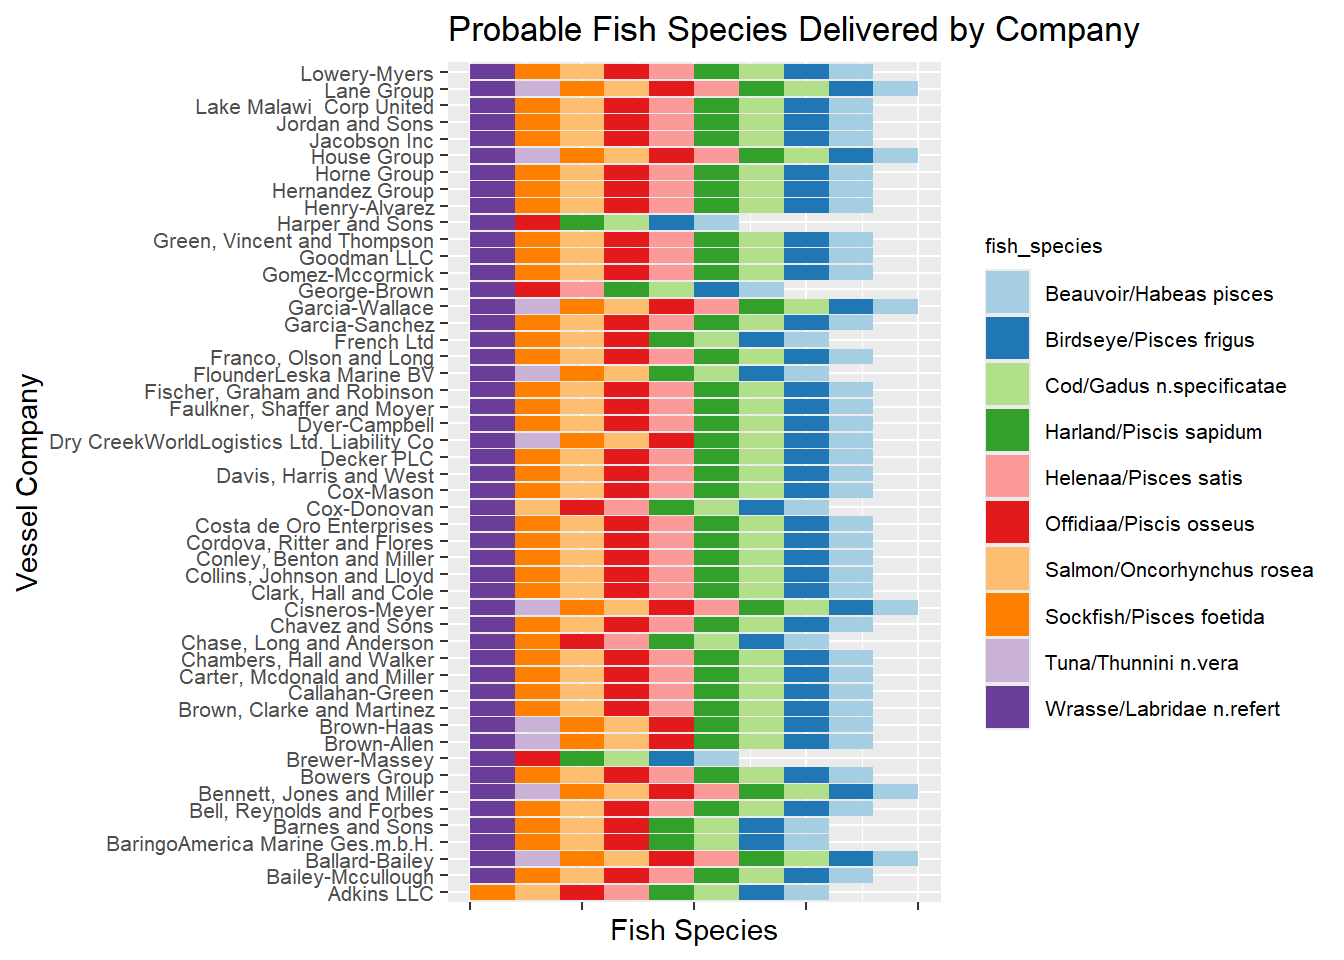 Probable Fish Species Delivered by Company
Lowery-Myers
Lane Group
Lake Malawi  Corp United
Jordan and Sons
Jacobson Inc
House Group
Horne Group
Hernandez Group
Henry-Alvarez
Harper and Sons
Green, Vincent and Thompson
Goodman LLC
Gomez-Mccormick
George-Brown
Garcia-Wallace
Garcia-Sanchez
French Ltd
Franco, Olson and Long
FlounderLeska Marine BV
Fischer, Graham and Robinson
Faulkner, Shaffer and Moyer
Dyer-Campbell
Dry CreekWorldLogistics Ltd. Liability Co
Decker PLC
Davis, Harris and West
Cox-Mason
Cox-Donovan
Costa de Oro Enterprises
Cordova, Ritter and Flores
Conley, Benton and Miller
Collins, Johnson and Lloyd
Clark, Hall and Cole
Cisneros-Meyer
Chavez and Sons
Chase, Long and Anderson
Chambers, Hall and Walker
Carter, Mcdonald and Miller
Callahan-Green
Brown, Clarke and Martinez
Brown-Haas
Brown-Allen
Brewer-Massey
Bowers Group
Bennett, Jones and Miller
Bell, Reynolds and Forbes
Barnes and Sons
BaringoAmerica Marine Ges.m.b.H.
Ballard-Bailey
Bailey-Mccullough
Adkins LLC
Vessel Company
Fish Species
fish_species
Beauvoir/Habeas pisces
Birdseye/Pisces frigus
Cod/Gadus n.specificatae
Harland/Piscis sapidum
Helenaa/Pisces satis
Offidiaa/Piscis osseus
Salmon/Oncorhynchus rosea
Sockfish/Pisces foetida
Tuna/Thunnini n.vera
Wrasse/Labridae n.refert